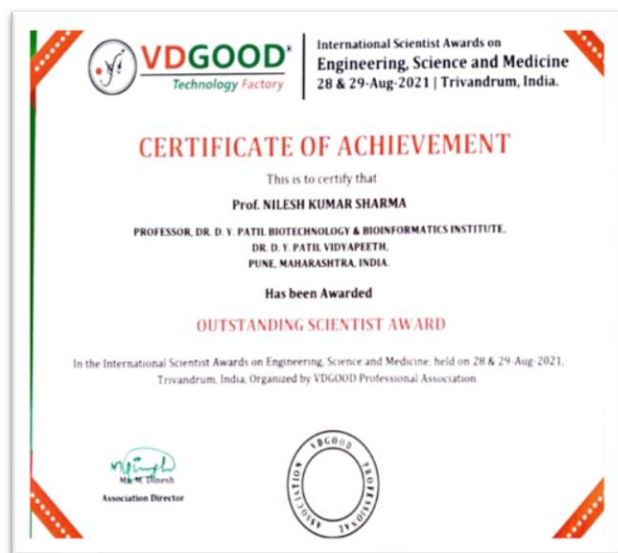 VDGOOD
Technology Factory
International Scientist Awards on
Engineering, Science and Medicine
28 & 29-Aug-2021 | Trivandrum, India.
CERTIFICATE OF ACHIEVEMENT
This is to certify that
Prof. NILESH KUMAR SHARMA
PROFESSOR, DR. D. Y. PATIL BIOTECHNOLOGY & BIOINFORMATICS INSTITUTE,
DR. D. Y. PATIL VIDYAPEETH,
PUNE, MAHARASHTRA, INDIA.
Has been Awarded
OUTSTANDING SCIENTIST AWARD
In the International Scientist Awards on Engineering, Science and Medicine, held on 28 & 29-Aug-2021,
Trivandrum, India, Organized by VDGOOD Professional Association.
M. Dinesh
Association Director
VDGOOD PROFESSIONAL ASSOCIATION